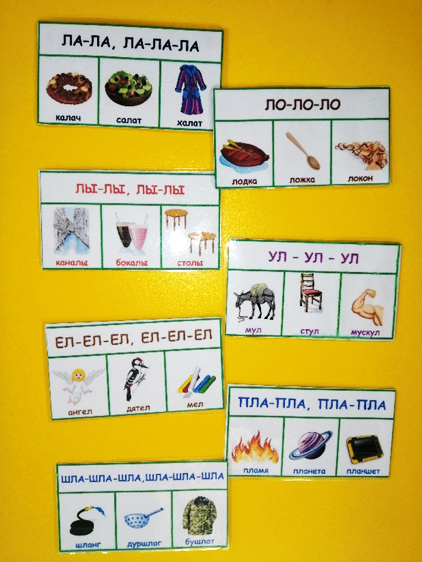 ЛА-ЛА, ЛА-ЛА-ЛА
калач салат халат
ЛО-ЛО-ЛО
лодка ложка локон
ЛЫ-ЛЫ, ЛЫ-ЛЫ
каналы бокалы столы
УЛ - УЛ - УЛ
мул стул мускул
ЕЛ-ЕЛ-ЕЛ, ЕЛ-ЕЛ-ЕЛ
ангел дятел мел
ПЛА-ПЛА, ПЛА-ПЛА
пламя планета планшет
ШЛА-ШЛА-ШЛА,ШЛА-ШЛА-ШЛА
шланг дуршлаг бушлат